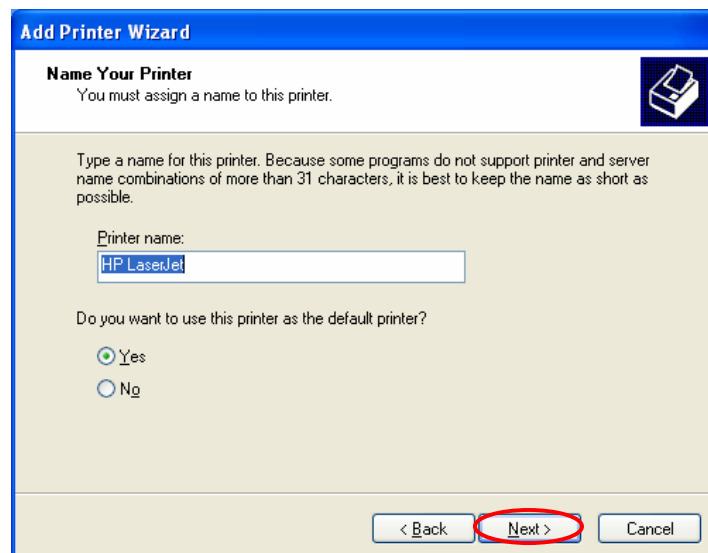 Add Printer Wizard
Name Your Printer
You must assign a name to this printer.
Type a name for this printer. Because some programs do not support printer and server
name combinations of more than 31 characters, it is best to keep the name as short as
possible.
Printer name:
HP LaserJet
Do you want to use this printer as the default printer?
Yes
No
< Back Next > Cancel